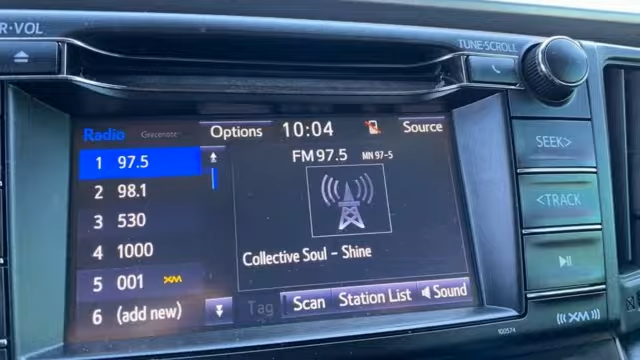 R·VOL
TUNE·SCROLL
Radio Gracenote Options 10:04 Source
1 97.5
2 98.1
3 530
4 1000
5 001 XM
6 (add new)
FM 97.5 MN 97-5
Collective Soul - Shine
Tag Scan Station List Sound
SEEK>
<TRACK
((XM))
100574